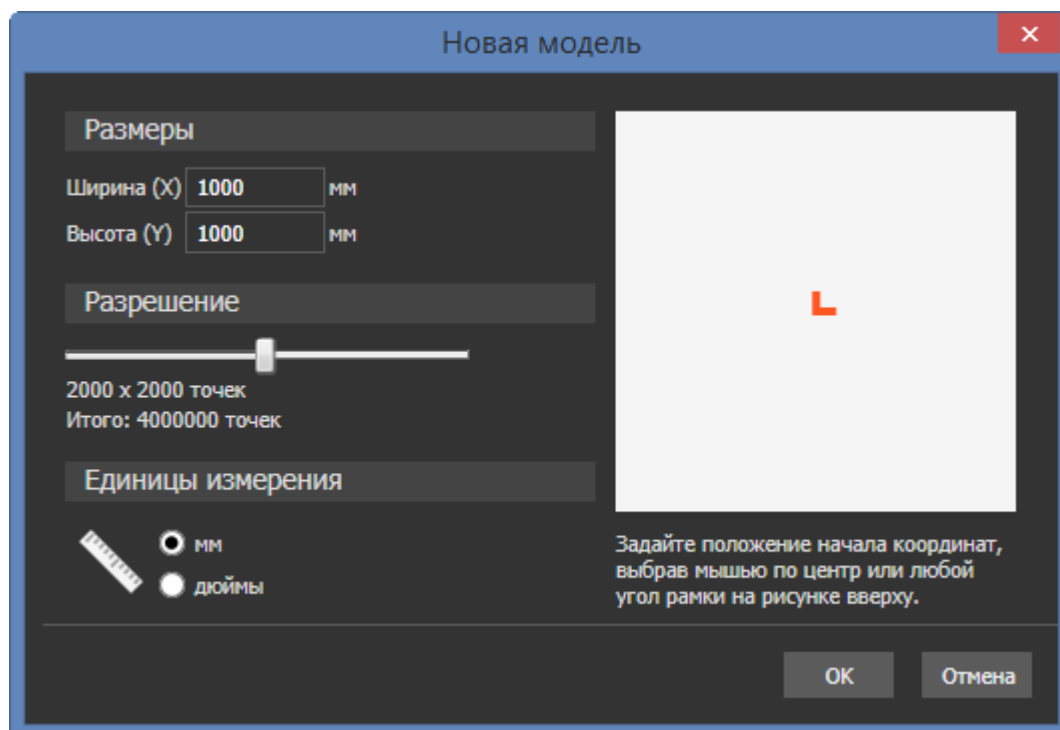 Новая модель
Размеры
Ширина (X) 1000 мм
Высота (Y) 1000 мм
Разрешение
2000 x 2000 точек
Итого: 4000000 точек
Единицы измерения
мм
дюймы
Задайте положение начала координат,
выбрав мышью по центр или любой
угол рамки на рисунке вверху.
ОК
Отмена